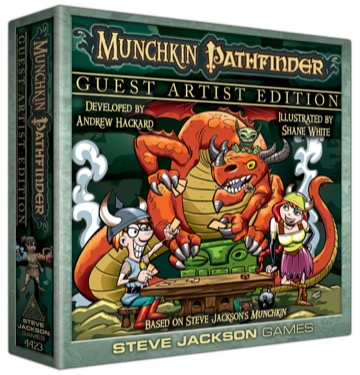 MUNCHKIN PATHFINDER
GUEST ARTIST EDITION
DEVELOPED BY
ANDREW HACKARD
ILLUSTRATED BY
SHANE WHITE
BASED ON STEVE JACKSON'S MUNCHKIN
STEVE JACKSON GAMES
MUNCHKIN PATHFINDER
GUEST ARTIST EDITION
STEVE
JACKSON
GAMES
4423